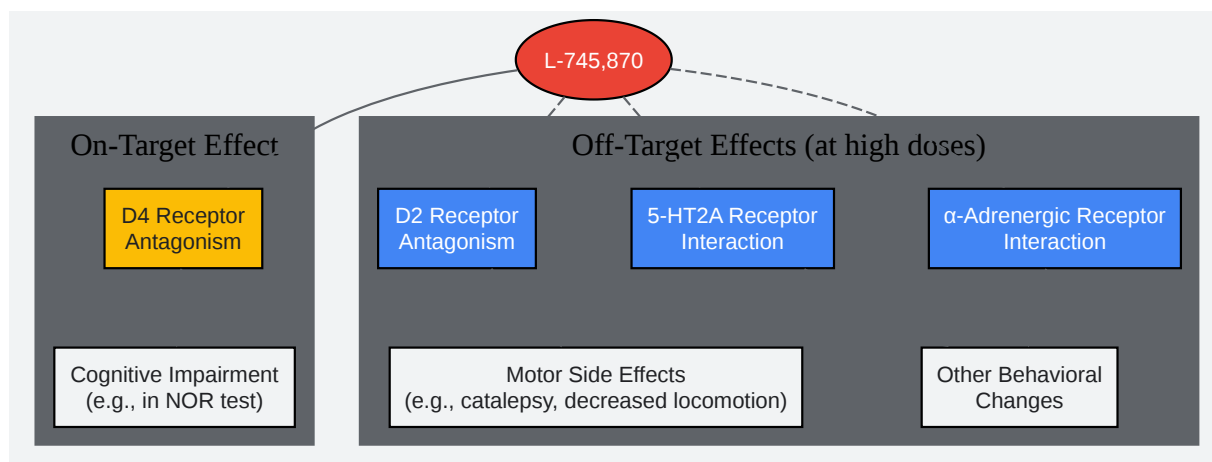 L-745,870
On-Target Effect
Off-Target Effects (at high doses)
D4 Receptor
Antagonism
D2 Receptor
Antagonism
5-HT2A Receptor
Interaction
α-Adrenergic Receptor
Interaction
Cognitive Impairment
(e.g., in NOR test)
Motor Side Effects
(e.g., catalepsy, decreased locomotion)
Other Behavioral
Changes